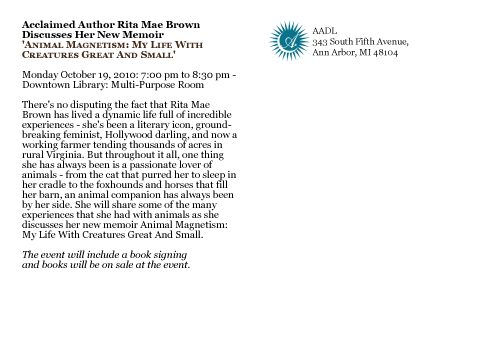 Acclaimed Author Rita Mae Brown
Discusses Her New Memoir
'Animal Magnetism: My Life With
Creatures Great And Small'
Monday October 19, 2010: 7:00 pm to 8:30 pm -
Downtown Library: Multi-Purpose Room
There's no disputing the fact that Rita Mae
Brown has lived a dynamic life full of incredible
experiences - she's been a literary icon, ground-
breaking feminist, Hollywood darling, and now a
working farmer tending thousands of acres in
rural Virginia. But throughout it all, one thing
she has always been is a passionate lover of
animals - from the cat that purred her to sleep in
her cradle to the foxhounds and horses that fill
her barn, an animal companion has always been
by her side. She will share some of the many
experiences that she had with animals as she
discusses her new memoir Animal Magnetism:
My Life With Creatures Great And Small.
The event will include a book signing
and books will be on sale at the event.
A
AADL
343 South Fifth Avenue,
Ann Arbor, MI 48104